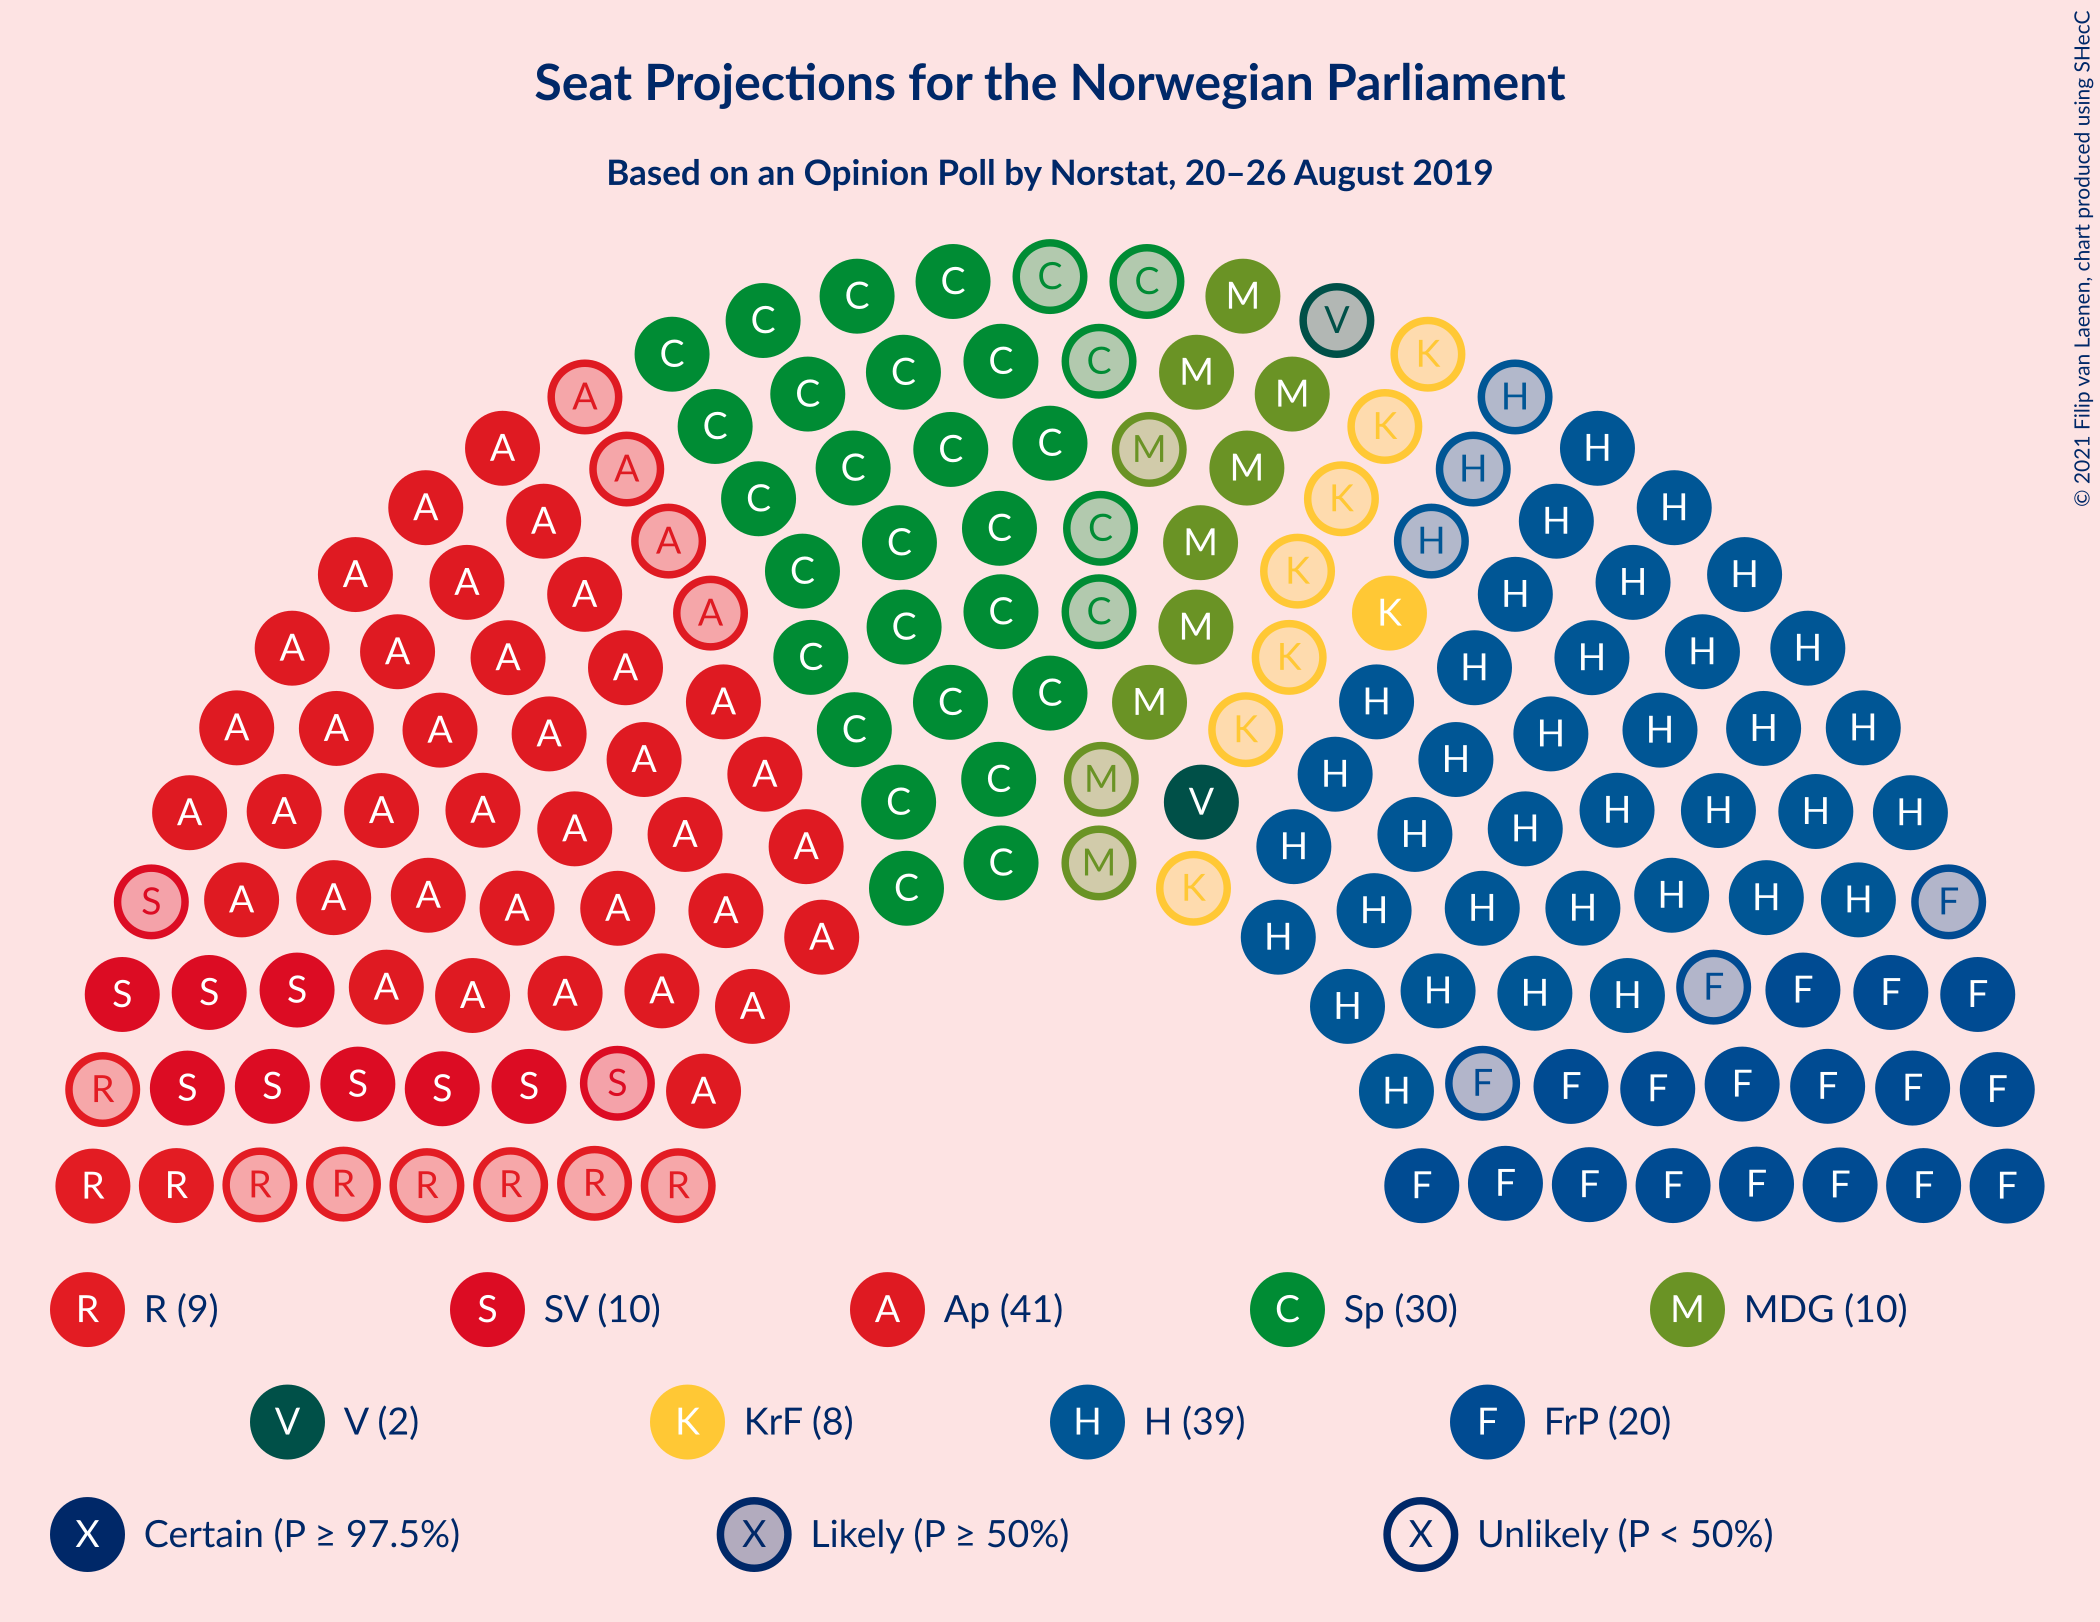 Seat Projections for the Norwegian Parliament
Based on an Opinion Poll by Norstat, 20–26 August 2019
© 2021 Filip van Laenen, chart produced using SHecC
C C C C C C M V K
A C C C C C M M K H
A A C C C C M M K H H
A A A C C C C M K H H H
A A A A C C C M K K H H H
A A A A A C C C M K H H H H H
A A A A A A C C M V H H H H H H
A A A A A A A C C M K H H H H H H H
S A A A A A A A H H H H H H H F
S S S A A A A A H H H H F F F F
R S S S S S S A H F F F F F F F
R R R R R R R R F F F F F F F F
R R (9) S SV (10) A Ap (41) C Sp (30) M MDG (10)
V V (2) K KrF (8) H H (39) F FrP (20)
X Certain (P ≥ 97.5%) X Likely (P ≥ 50%) X Unlikely (P < 50%)